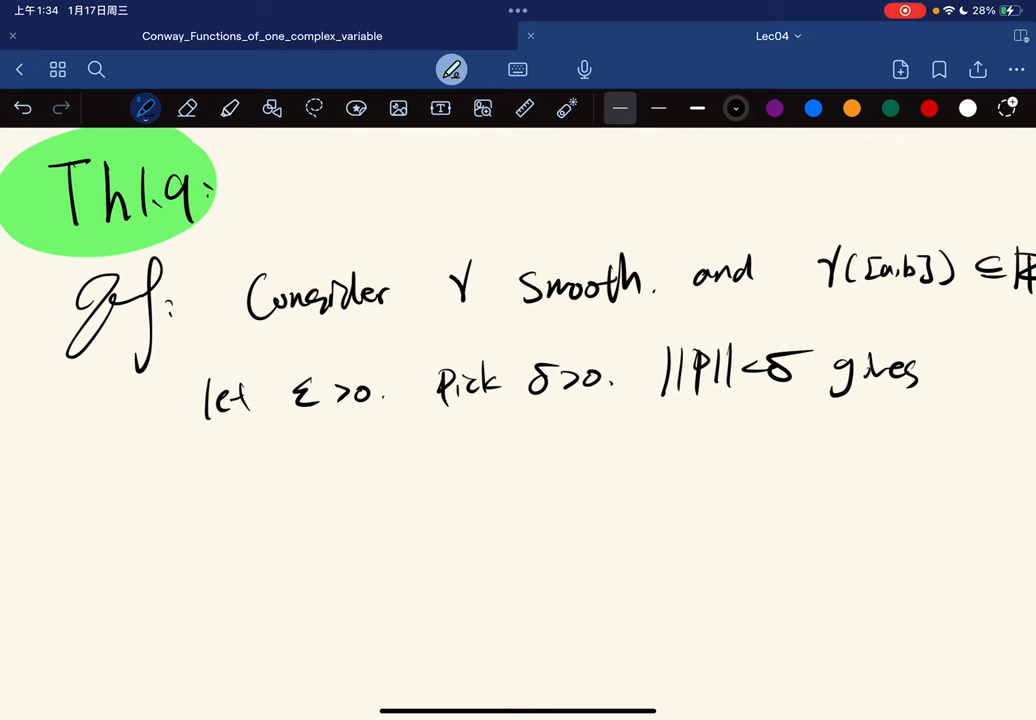 上午1:34 1月17日周三
28%
Conway_Functions_of_one_complex_variable
Lec04
Th1.9:
pf: Consider γ smooth. and γ([a,b]) ⊆ ℝ
let ε >0. Pick δ>0. ||P||<δ gives